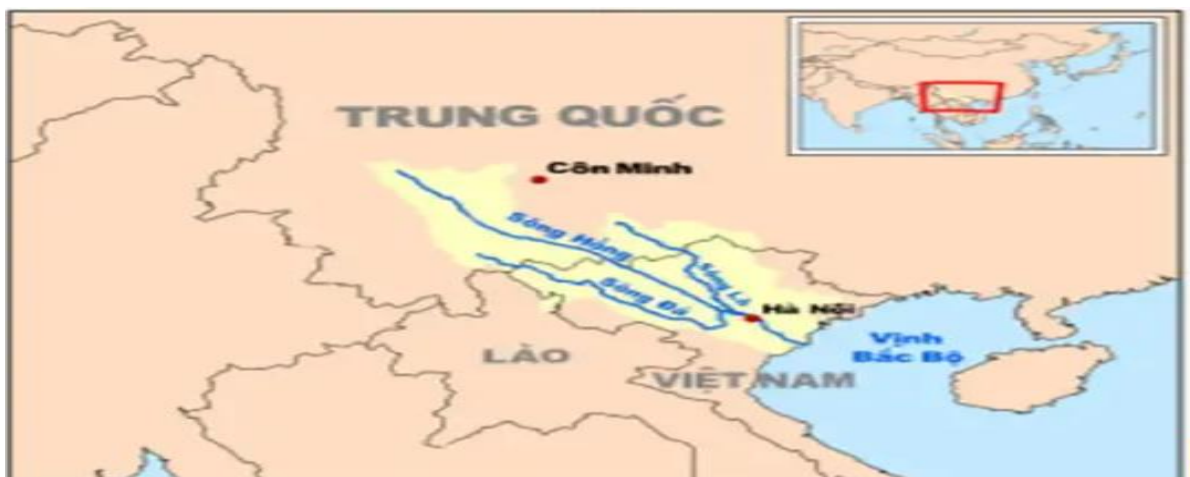 TRUNG QUỐC
Côn Minh
Sông Hồng
Sông Lô
Sông Đà
Hà Nội
Vịnh
Bắc Bộ
LÀO
VIỆT NAM